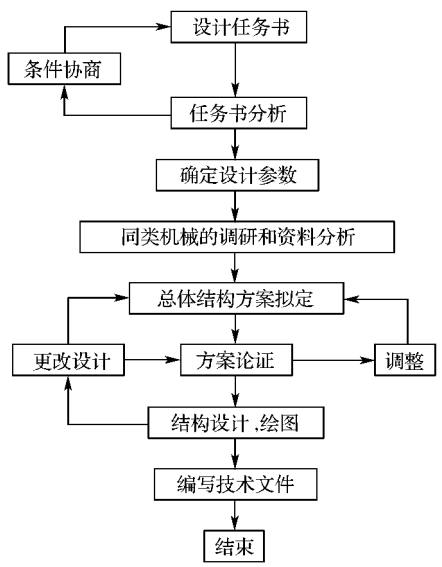 设计任务书
条件协商
任务书分析
确定设计参数
同类机械的调研和资料分析
总体结构方案拟定
更改设计
方案论证
调整
结构设计,绘图
编写技术文件
结束